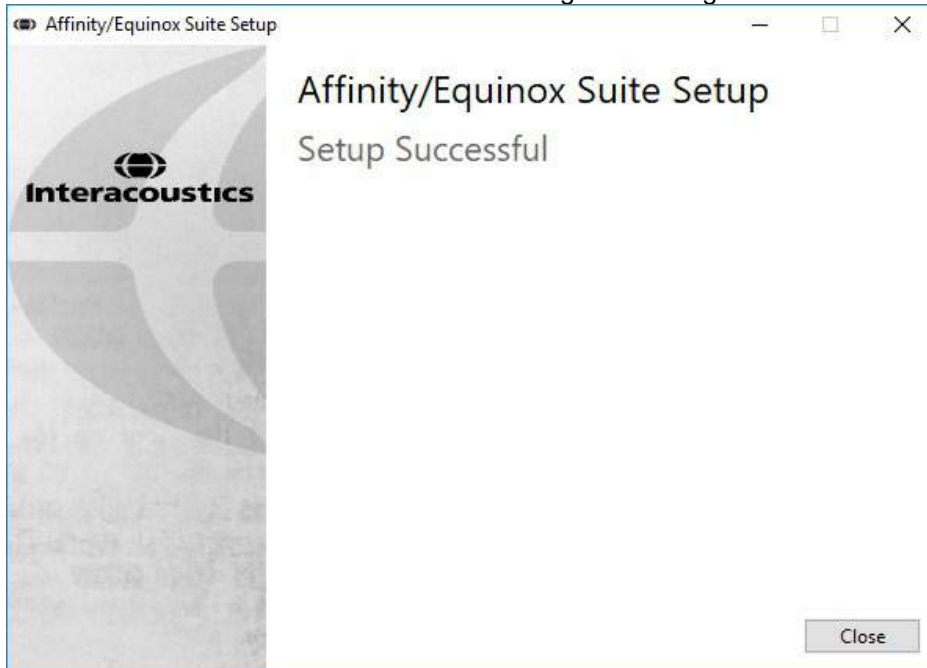 Affinity/Equinox Suite Setup
Affinity/Equinox Suite Setup
Setup Successful
Interacoustics
Close